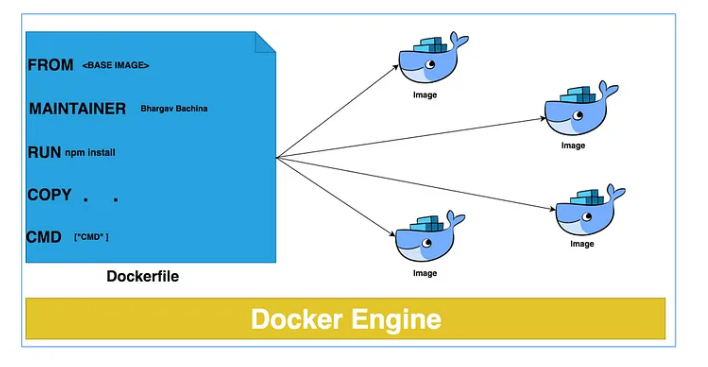 FROM <BASE IMAGE>
MAINTAINER Bhargav Bachina
RUN npm install
COPY . .
CMD ["CMD" ]
Dockerfile
Image
Image
Image
Image
Docker Engine